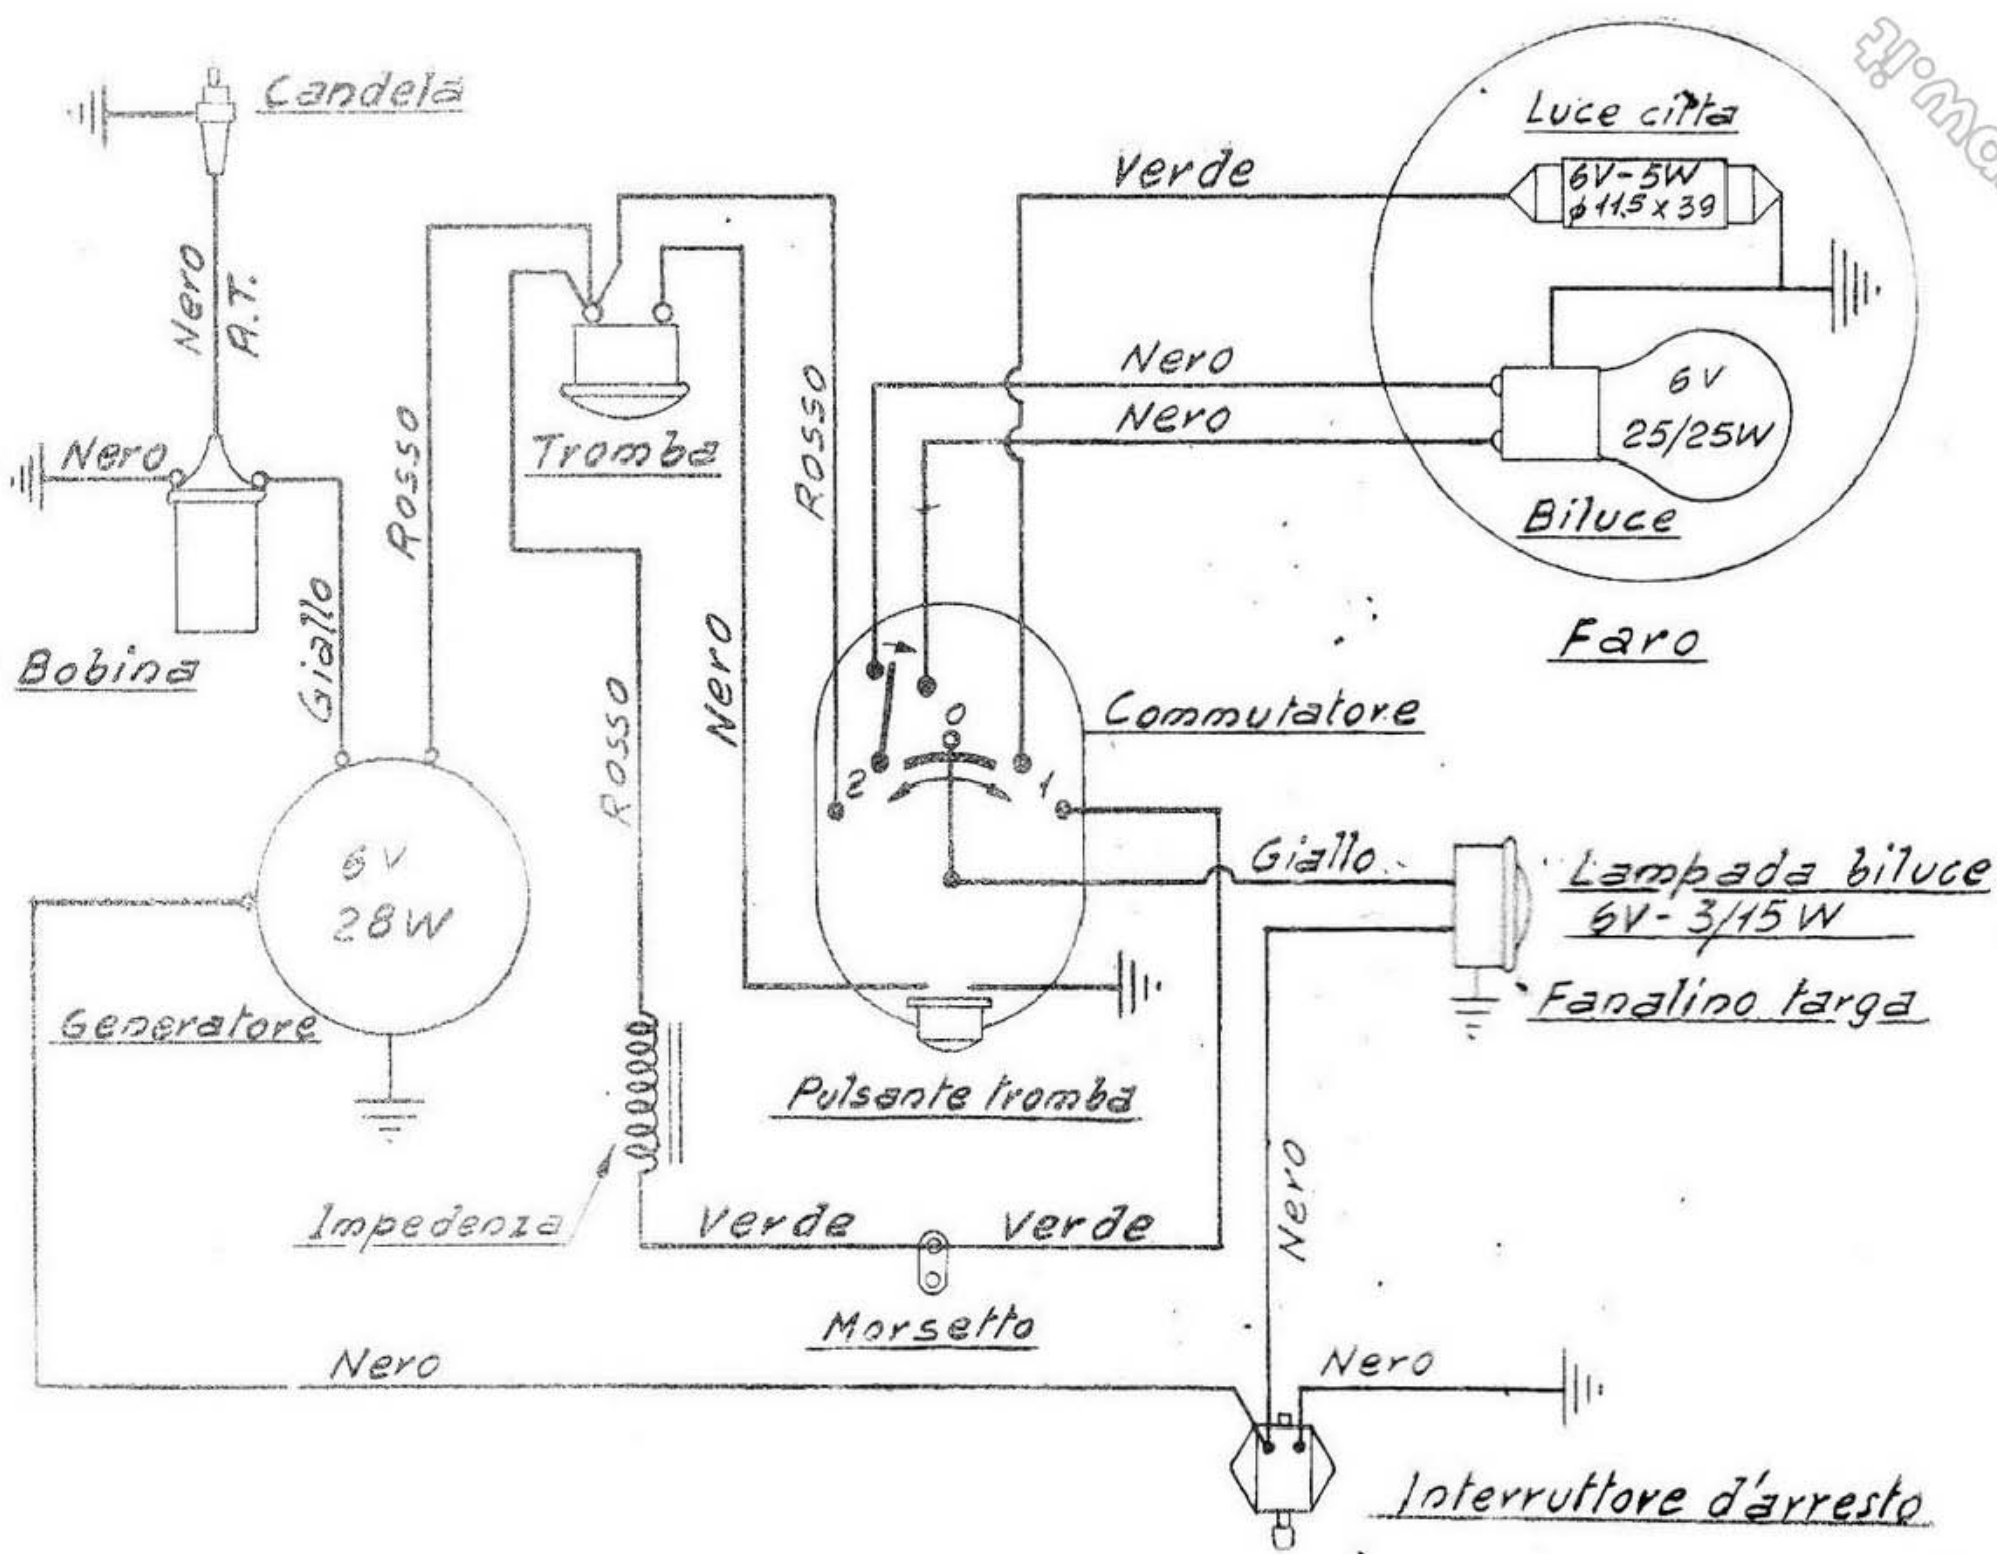 Candela
Luce citta
6V-5W
ø 11,5 x 39
Verde
Nero
A.T.
Nero
Nero
6V
25/25W
Biluce
Faro
Nero
Rosso
Tromba
Rosso
Bobina
Giallo
Rosso
Nero
Commutatore
0
2
1
6V
28W
Generatore
Giallo
Lampada biluce
6V-3/15W
Fanalino targa
Pulsante tromba
Impedenza
Verde
Verde
Morsetto
Nero
Nero
Nero
Interruttore d'arresto